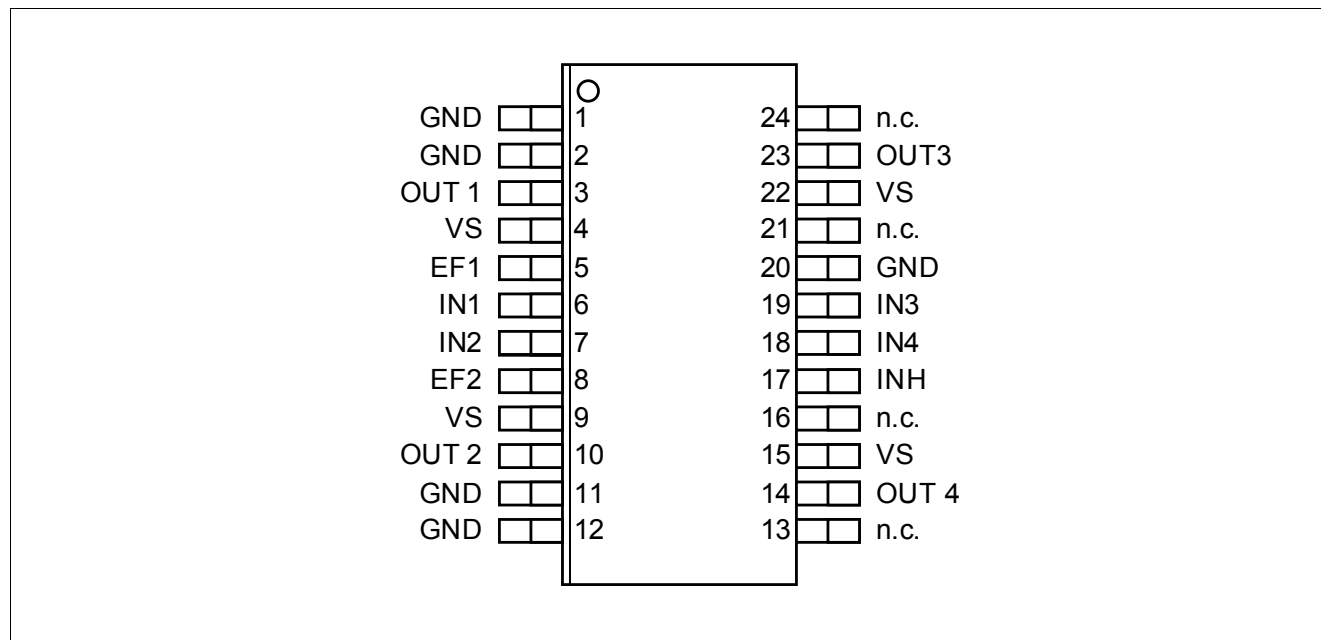 GND 1 24 n.c.
GND 2 23 OUT3
OUT 1 3 22 VS
VS 4 21 n.c.
EF1 5 20 GND
IN1 6 19 IN3
IN2 7 18 IN4
EF2 8 17 INH
VS 9 16 n.c.
OUT 2 10 15 VS
GND 11 14 OUT 4
GND 12 13 n.c.